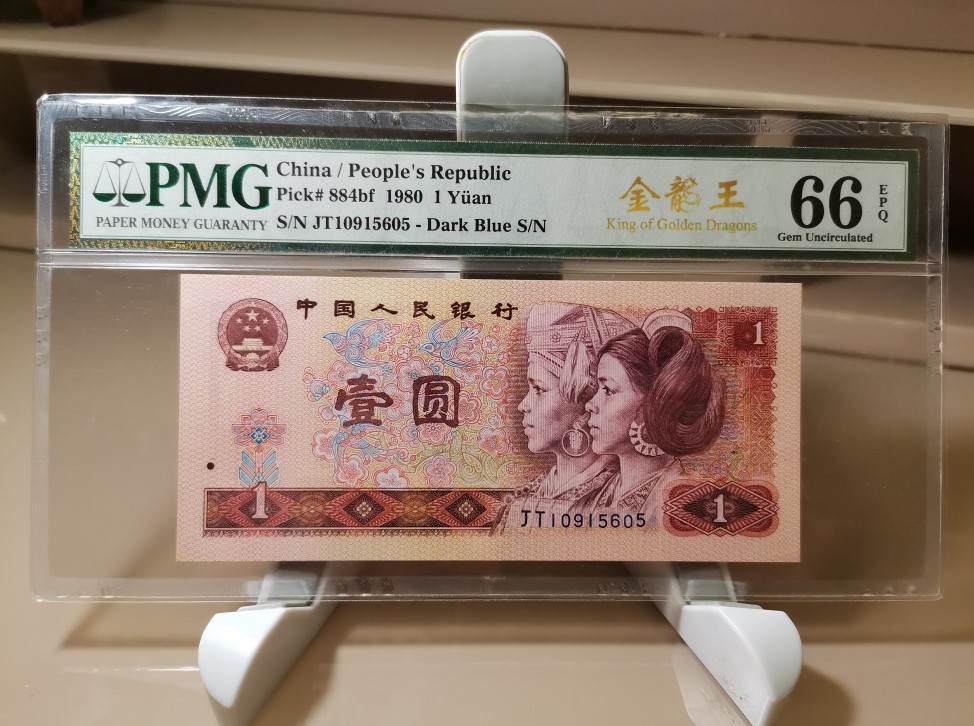 PMG
PAPER MONEY GUARANTY
China / People's Republic
Pick# 884bf 1980 1 Yüan
S/N JT10915605 - Dark Blue S/N
金龍王
King of Golden Dragons
66
EPQ
Gem Uncirculated
中国人民银行
1
壹圆
1
JT10915605
1